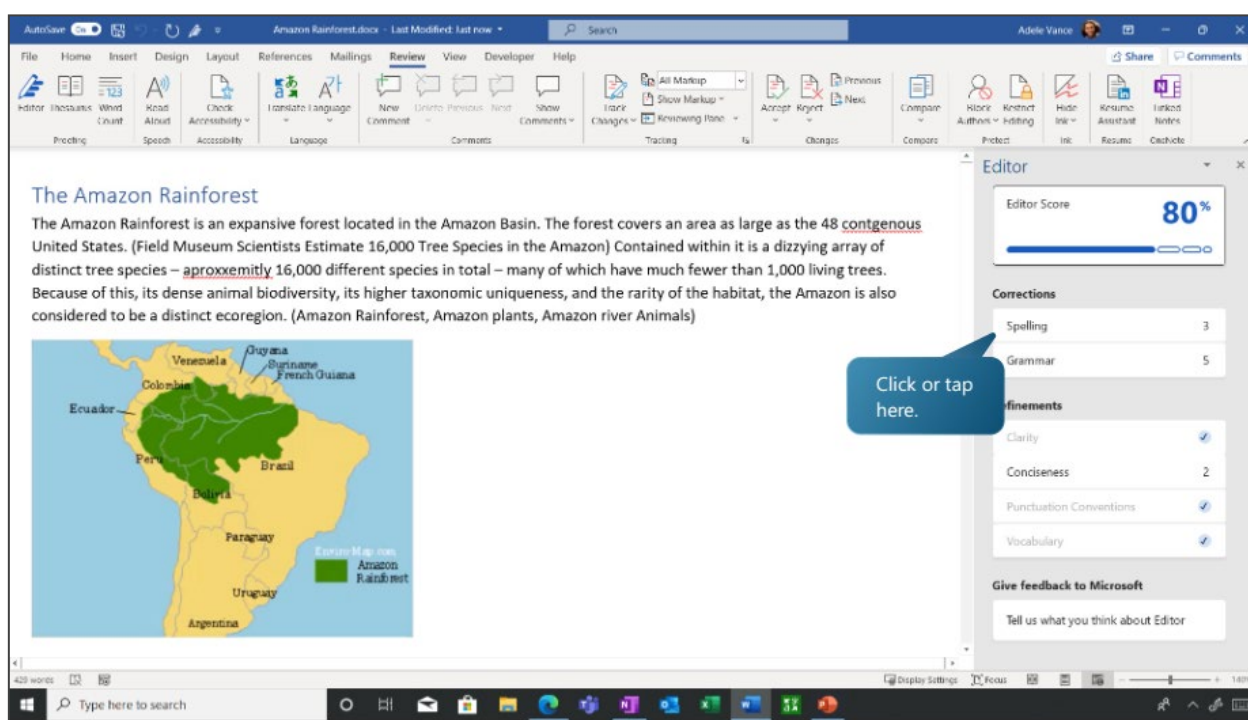 AutoSave On Amazon Rainforest.docx - Last Modified: Just now Search Adele Vance
File Home Insert Design Layout References Mailings Review View Developer Help Share Comments
Editor Thesaurus Word Count Read Aloud Check Accessibility Translate Language New Comment Delete Previous Next Show Comments Track Changes All Markup Show Markup Reviewing Pane Accept Reject Previous Next Compare Block Authors Restrict Editing Hide Ink Resume Assistant Linked Notes
Proofing Speech Accessibility Language Comments Tracking Changes Compare Protect Ink Resume OneNote
The Amazon Rainforest
The Amazon Rainforest is an expansive forest located in the Amazon Basin. The forest covers an area as large as the 48 contgenous
United States. (Field Museum Scientists Estimate 16,000 Tree Species in the Amazon) Contained within it is a dizzying array of
distinct tree species – aproxxemitly 16,000 different species in total – many of which have much fewer than 1,000 living trees.
Because of this, its dense animal biodiversity, its higher taxonomic uniqueness, and the rarity of the habitat, the Amazon is also
considered to be a distinct ecoregion. (Amazon Rainforest, Amazon plants, Amazon river Animals)
Guyana
Venezuela
Suriname
French Guiana
Colombia
Ecuador
Peru
Brazil
Bolivia
Paraguay
Enviro-Map.com
Amazon
Rainforest
Uruguay
Argentina
Editor
Editor Score 80%
Corrections
Spelling 3
Grammar 5
Click or tap
here.
finements
Clarity
Conciseness 2
Punctuation Conventions
Vocabulary
Give feedback to Microsoft
Tell us what you think about Editor
Display Settings Focus
Type here to search